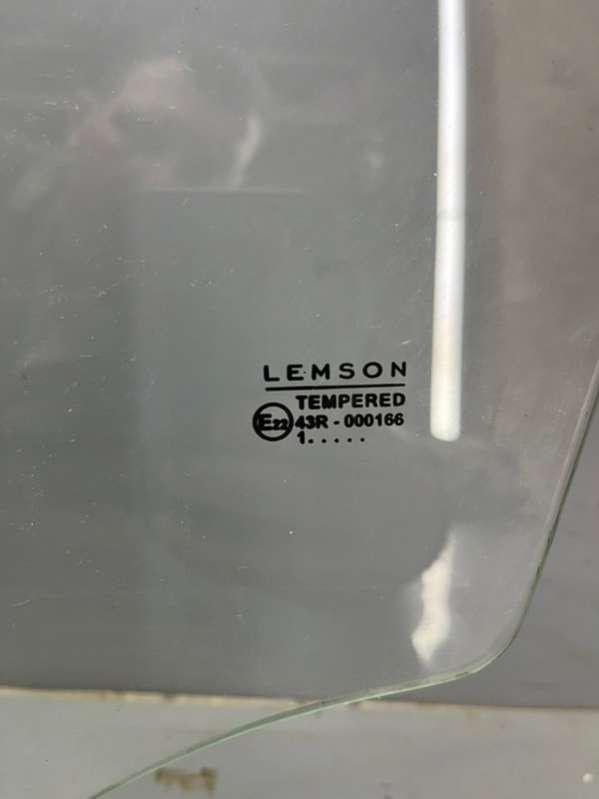 LEMSON
TEMPERED
E22 43R - 000166
1.....